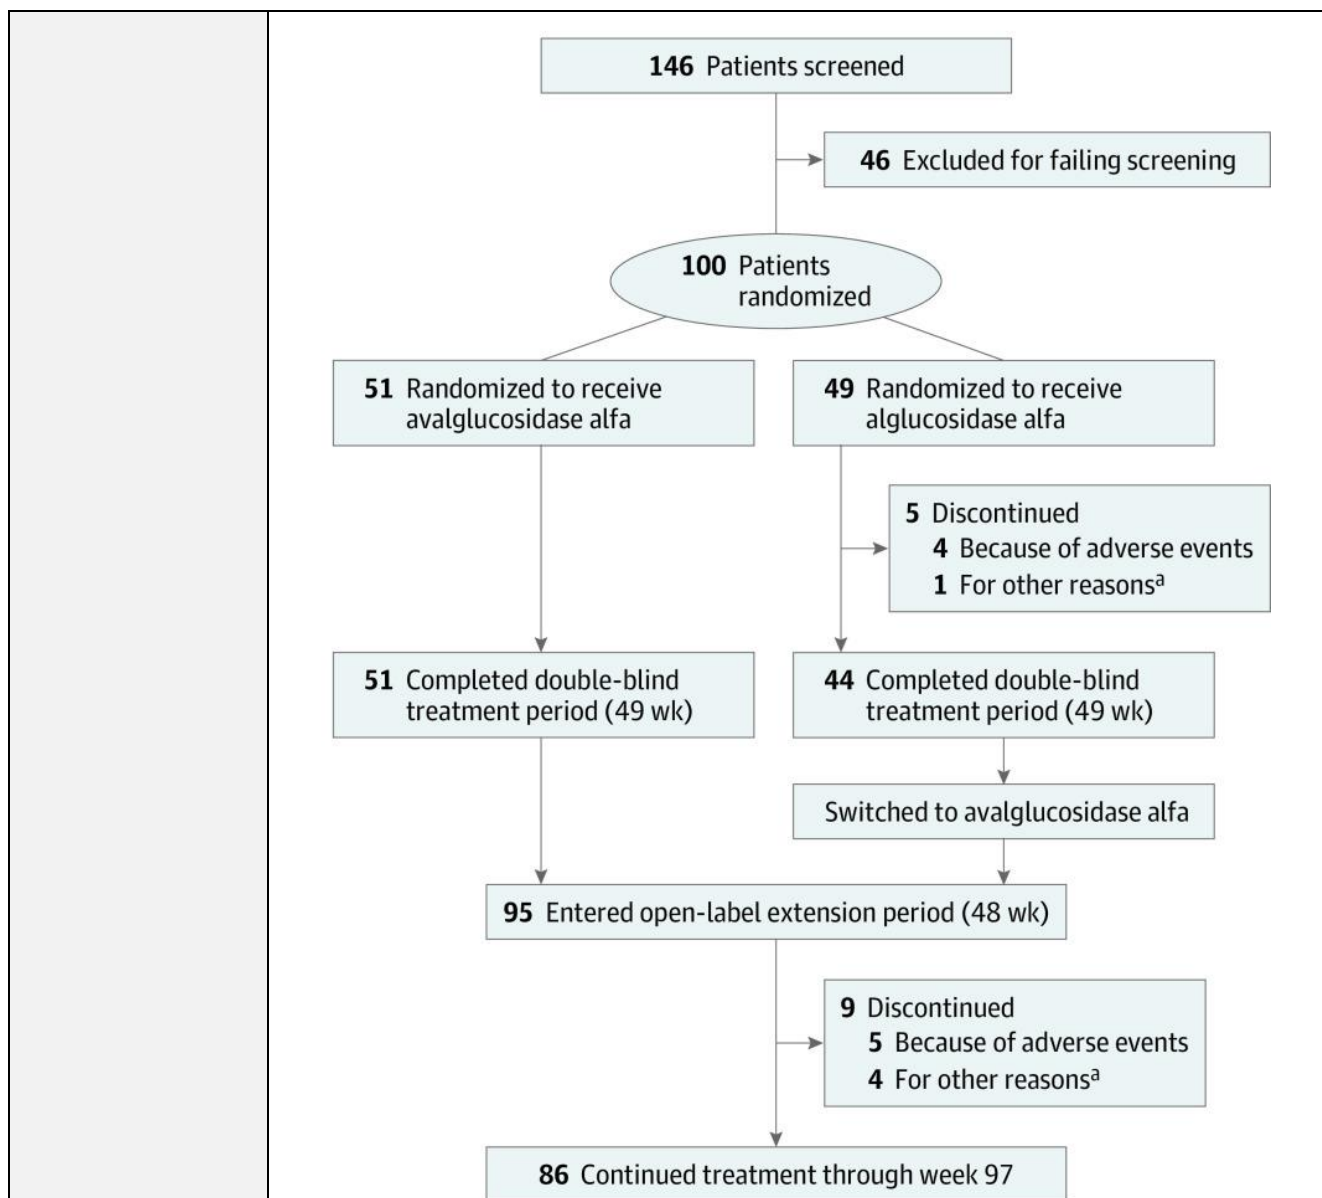 146 Patients screened
46 Excluded for failing screening
100 Patients
randomized
51 Randomized to receive
avalglucosidase alfa
49 Randomized to receive
alglucosidase alfa
5 Discontinued
4 Because of adverse events
1 For other reasonsᵃ
51 Completed double-blind
treatment period (49 wk)
44 Completed double-blind
treatment period (49 wk)
Switched to avalglucosidase alfa
95 Entered open-label extension period (48 wk)
9 Discontinued
5 Because of adverse events
4 For other reasonsᵃ
86 Continued treatment through week 97